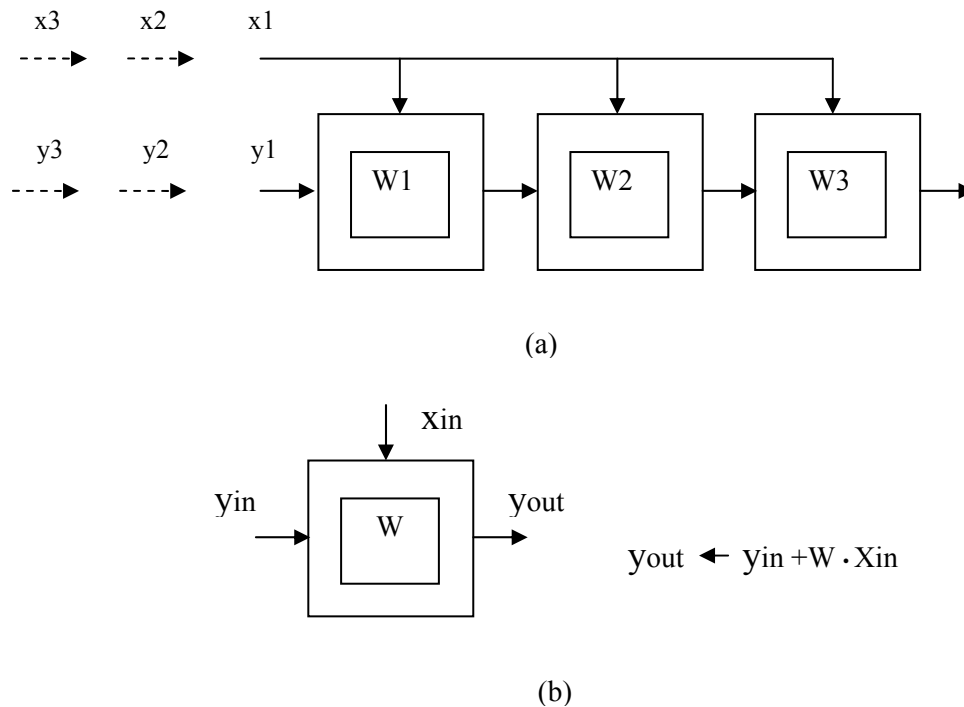 x3 x2 x1
y3 y2 y1
W1 W2 W3
(a)
xin
yin yout
W
yout ← yin +W · Xin
(b)